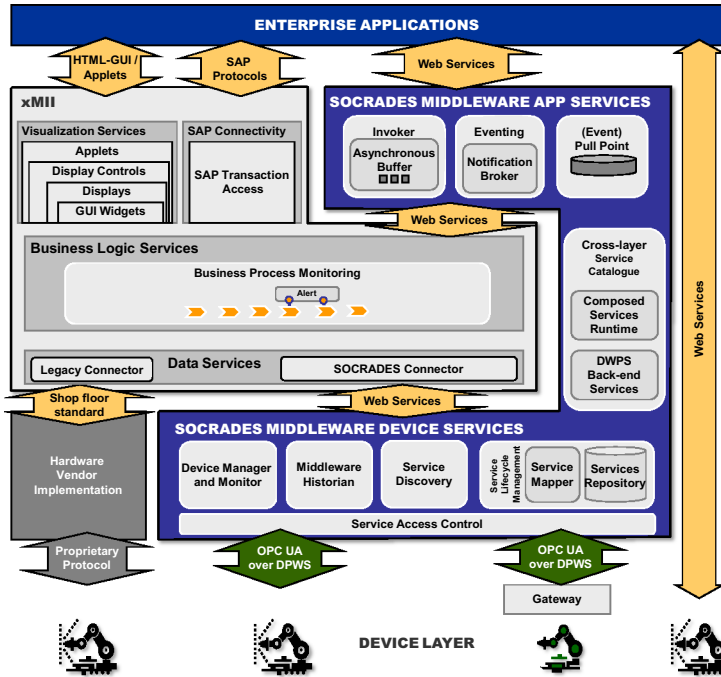 ENTERPRISE APPLICATIONS
HTML-GUI /
Applets
SAP
Protocols
Web Services
xMII
Visualization Services
Applets
Display Controls
Displays
GUI Widgets
SAP Connectivity
SAP Transaction
Access
SOCRADES MIDDLEWARE APP SERVICES
Invoker
Asynchronous
Buffer
Eventing
Notification
Broker
(Event)
Pull Point
Web Services
Business Logic Services
Business Process Monitoring
Alert
Cross-layer
Service
Catalogue
Composed
Services
Runtime
DWPS
Back-end
Services
Web Services
Data Services
Legacy Connector
SOCRADES Connector
Shop floor
standard
Web Services
Hardware
Vendor
Implementation
SOCRADES MIDDLEWARE DEVICE SERVICES
Device Manager
and Monitor
Middleware
Historian
Service
Discovery
Service
Lifecycle
Management
Service
Mapper
Services
Repository
Service Access Control
Proprietary
Protocol
OPC UA
over DPWS
OPC UA
over DPWS
Gateway
DEVICE LAYER